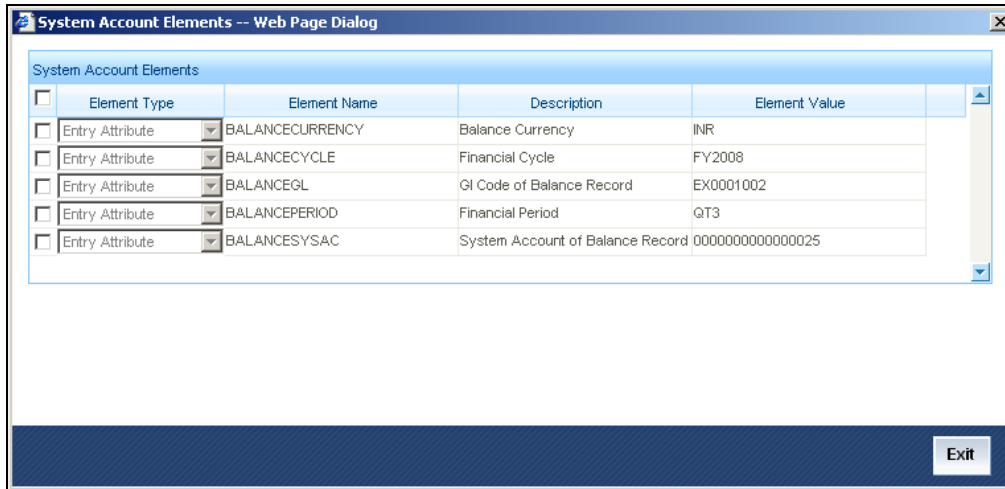 System Account Elements -- Web Page Dialog
System Account Elements
Element Type Element Name Description Element Value
Entry Attribute BALANCECURRENCY Balance Currency INR
Entry Attribute BALANCECYCLE Financial Cycle FY2008
Entry Attribute BALANCEGL Gl Code of Balance Record EX0001002
Entry Attribute BALANCEPERIOD Financial Period QT3
Entry Attribute BALANCESYSAC System Account of Balance Record 0000000000000025
Exit